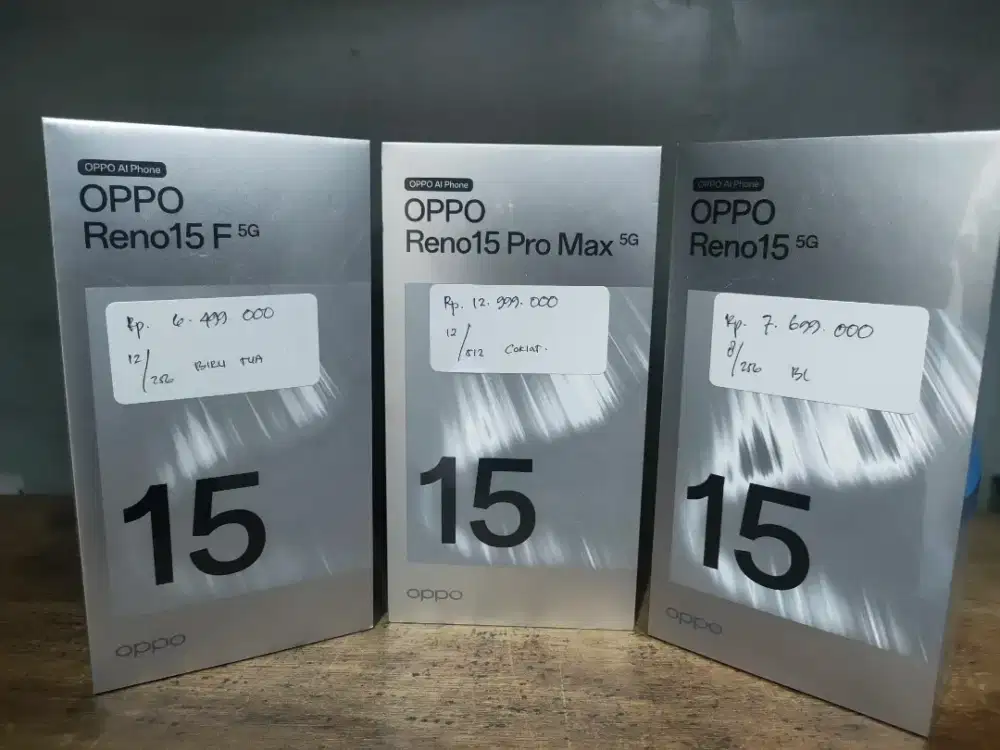 OPPO AI Phone
OPPO
Reno15 F 5G
Rp. 6.499 000
12/256 BIRU TUA
15
oppo
OPPO AI Phone
OPPO
Reno15 Pro Max 5G
Rp. 12.999.000
12/512 Coklat.
15
oppo
OPPO AI Phone
OPPO
Reno15 5G
Rp. 7.699.000
8/256 BL
15
oppo